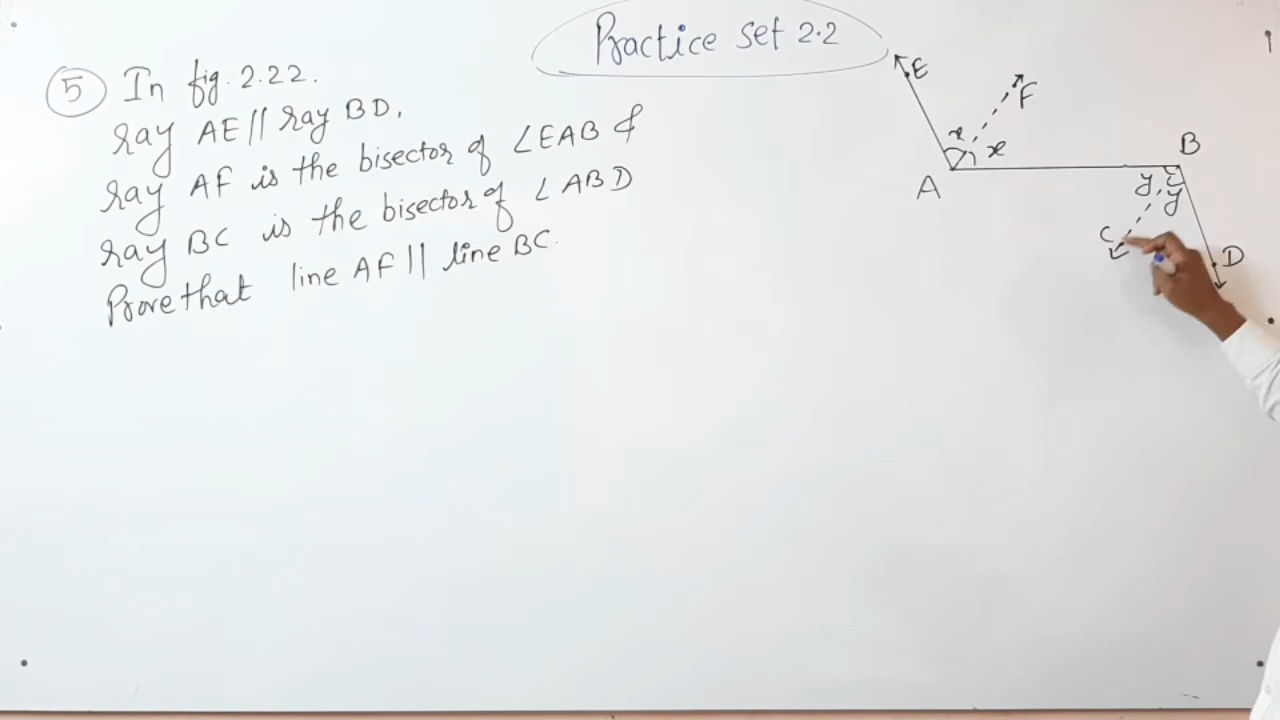 Practice set 2.2
5 In fig. 2.22.
ray AE || ray BD,
ray AF is the bisector of ∠EAB &
ray BC is the bisector of ∠ABD
Prove that line AF || line BC.
E
F
x
x
A
B
y
y
C
D